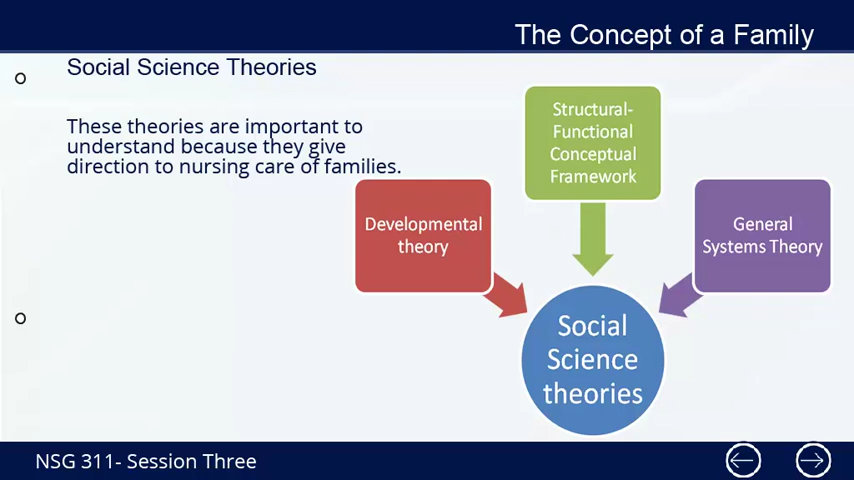 The Concept of a Family
Social Science Theories
These theories are important to
understand because they give
direction to nursing care of families.
Structural-
Functional
Conceptual
Framework
Developmental
theory
General
Systems Theory
Social
Science
theories
NSG 311- Session Three